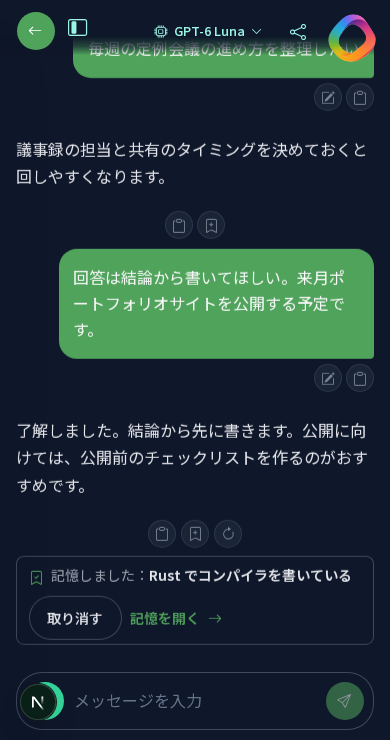 GPT-6 Luna
毎週の定例会議の進め方を整理したい
議事録の担当と共有のタイミングを決めておくと
回しやすくなります。
回答は結論から書いてほしい。来月ポ
ートフォリオサイトを公開する予定で
す。
了解しました。結論から先に書きます。公開に向
けては、公開前のチェックリストを作るのがおす
すめです。
記憶しました：Rust でコンパイラを書いている
取り消す 記憶を開く →
N メッセージを入力